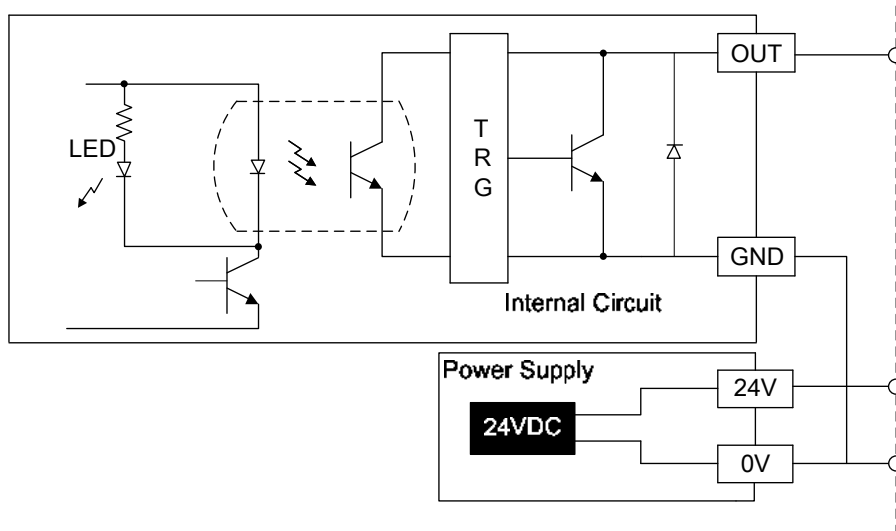 OUT
LED
T
R
G
GND
Internal Circuit
Power Supply
24V
24VDC
0V